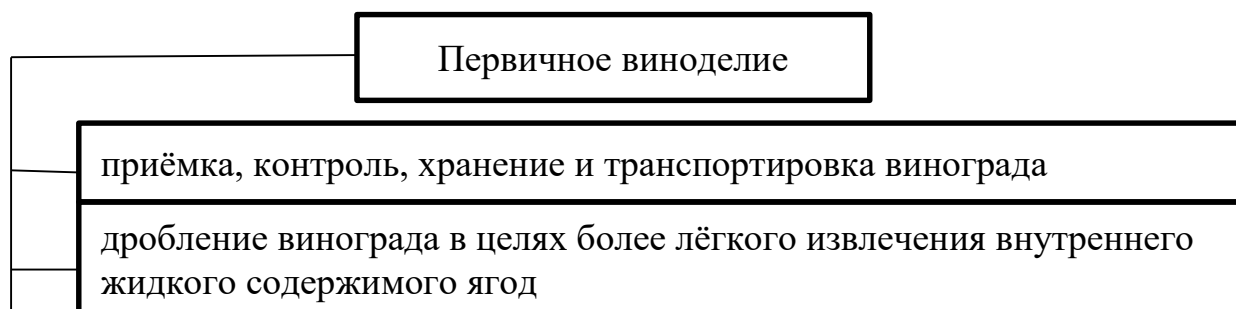 Первичное виноделие
приёмка, контроль, хранение и транспортировка винограда
дробление винограда в целях более лёгкого извлечения внутреннего
жидкого содержимого ягод